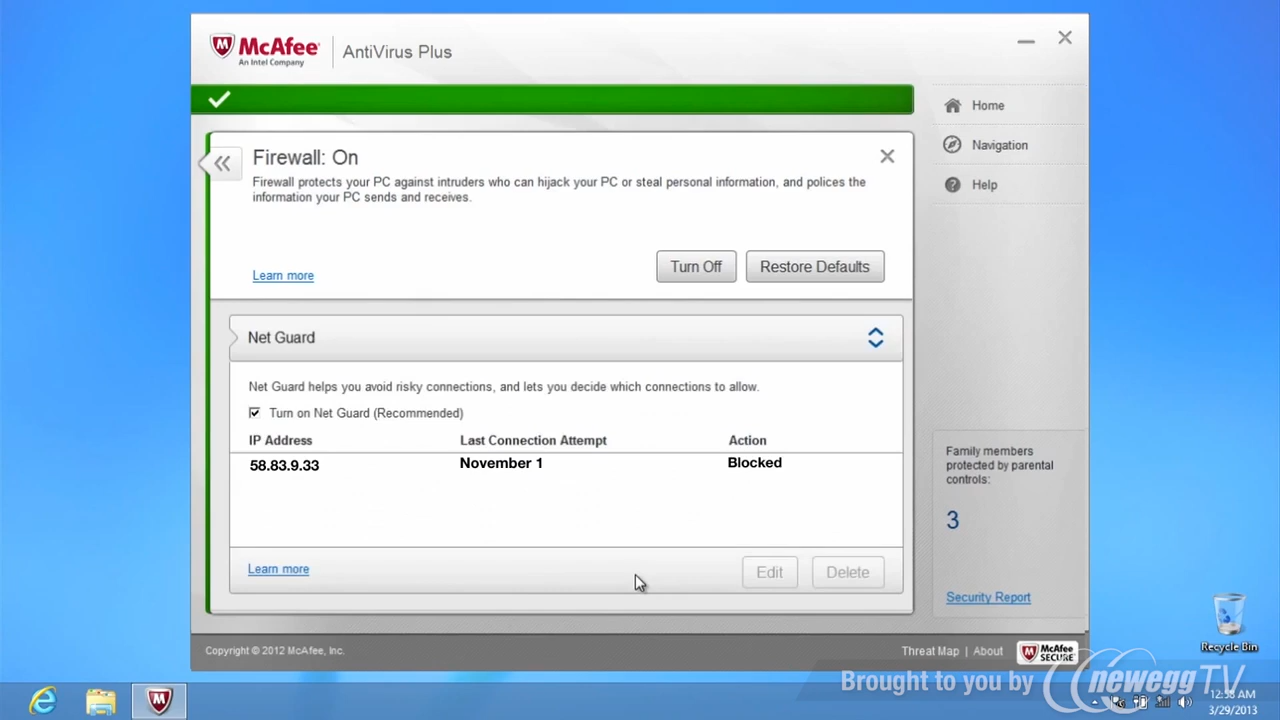 McAfee
An Intel Company
AntiVirus Plus
Home
Navigation
Help
Firewall: On
Firewall protects your PC against intruders who can hijack your PC or steal personal information, and polices the
information your PC sends and receives.
Learn more
Turn Off
Restore Defaults
Net Guard
Net Guard helps you avoid risky connections, and lets you decide which connections to allow.
Turn on Net Guard (Recommended)
IP Address Last Connection Attempt Action
58.83.9.33 November 1 Blocked
Learn more
Edit
Delete
Family members
protected by parental
controls:
3
Security Report
Copyright © 2012 McAfee, Inc.
Threat Map | About
McAfee
SECURE
Recycle Bin
Brought to you by newegg TV
12:58 AM
3/29/2013